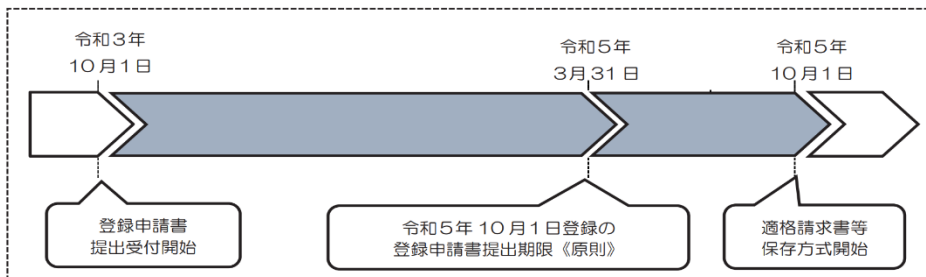 令和３年
10月1日
令和５年
3月31日
令和５年
10月1日
登録申請書
提出受付開始
令和５年 10月1日登録の
登録申請書提出期限《原則》
適格請求書等
保存方式開始